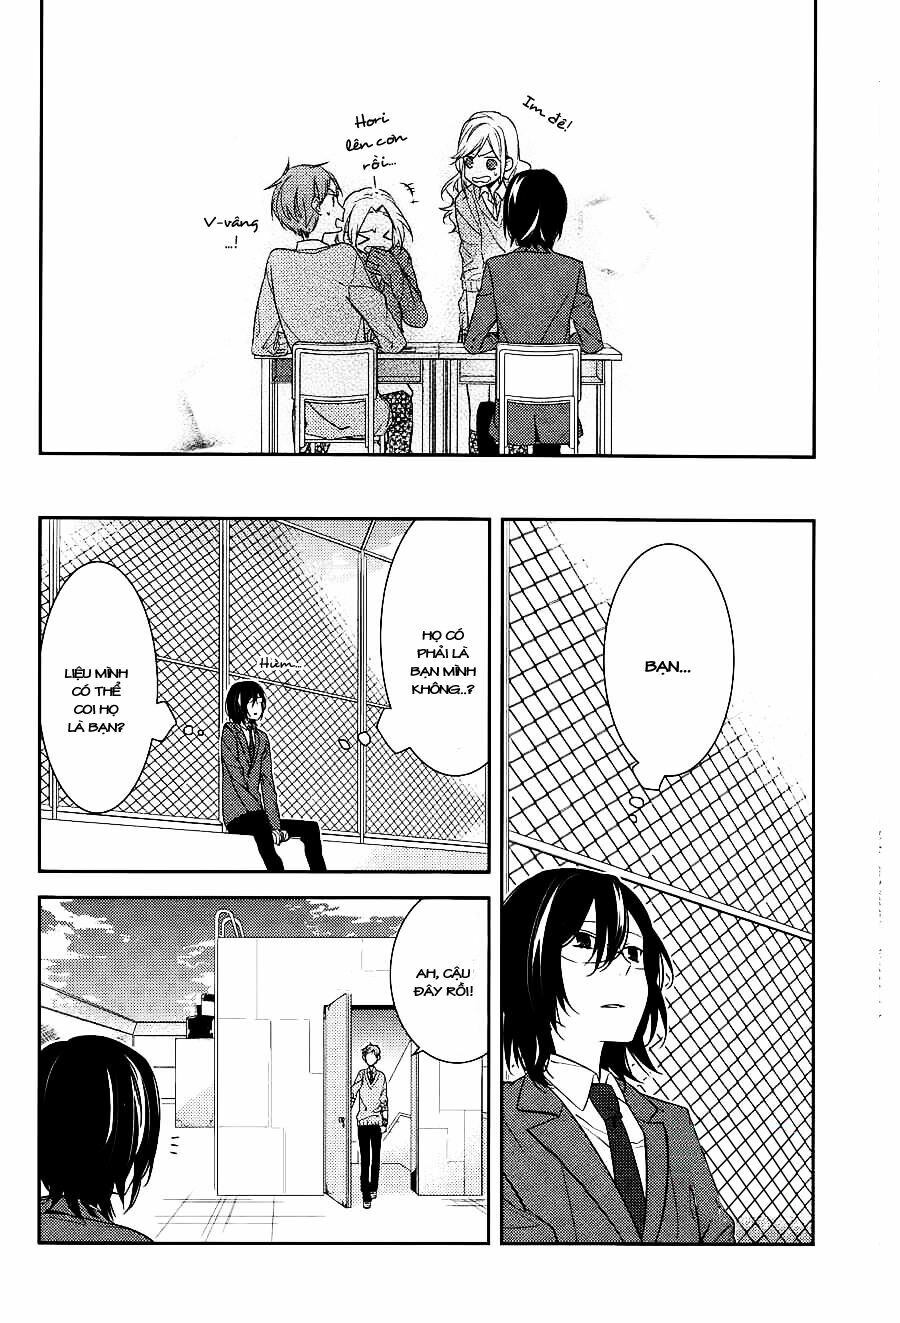 Im đê!
Hori
lên cơn
rồi...
V-vâng
...!
BẠN...
HỌ CÓ
PHẢI LÀ
BẠN MÌNH
KHÔNG..?
Hừm...
LIỆU MÌNH
CÓ THỂ
COI HỌ
LÀ BẠN?
AH, CẬU
ĐÂY RỒI!